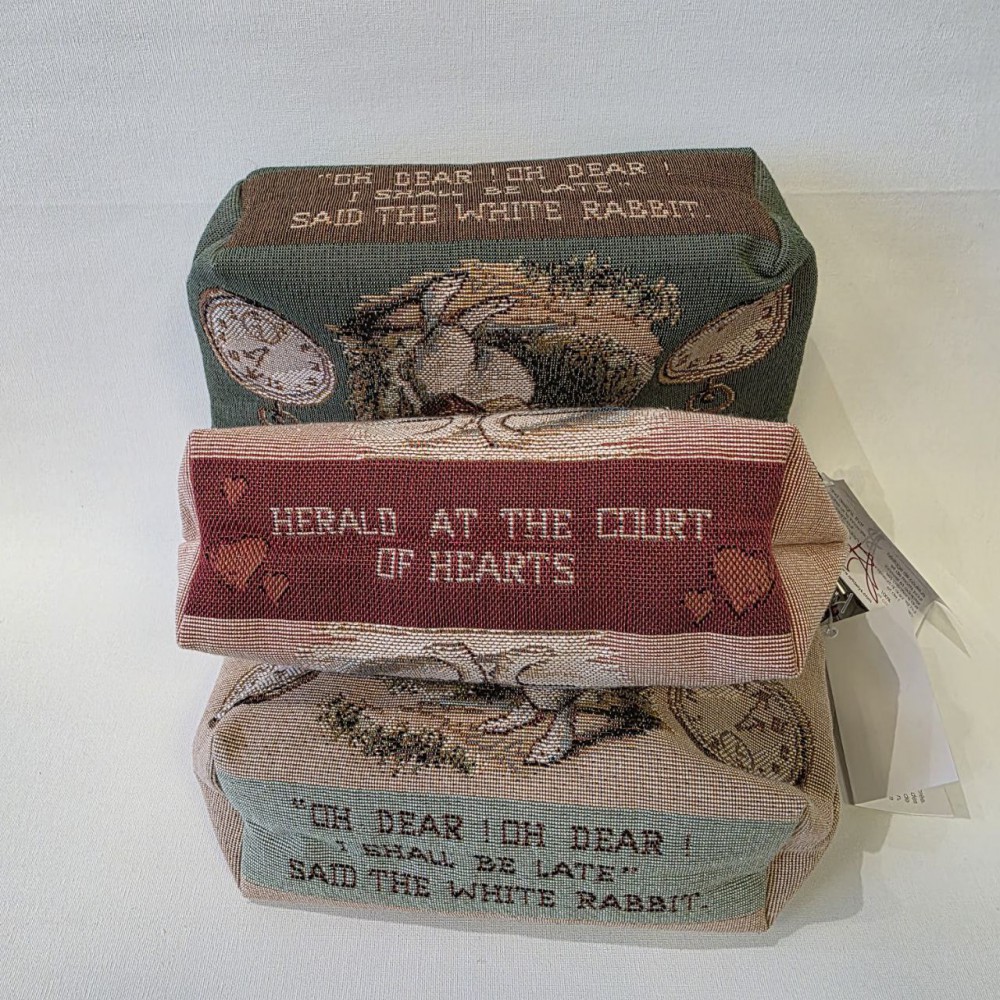 "OH DEAR ! OH DEAR !
I SHALL BE LATE"
SAID THE WHITE RABBIT.
HERALD AT THE COURT
OF HEARTS
"OH DEAR ! OH DEAR !
I SHALL BE LATE"
SAID THE WHITE RABBIT.